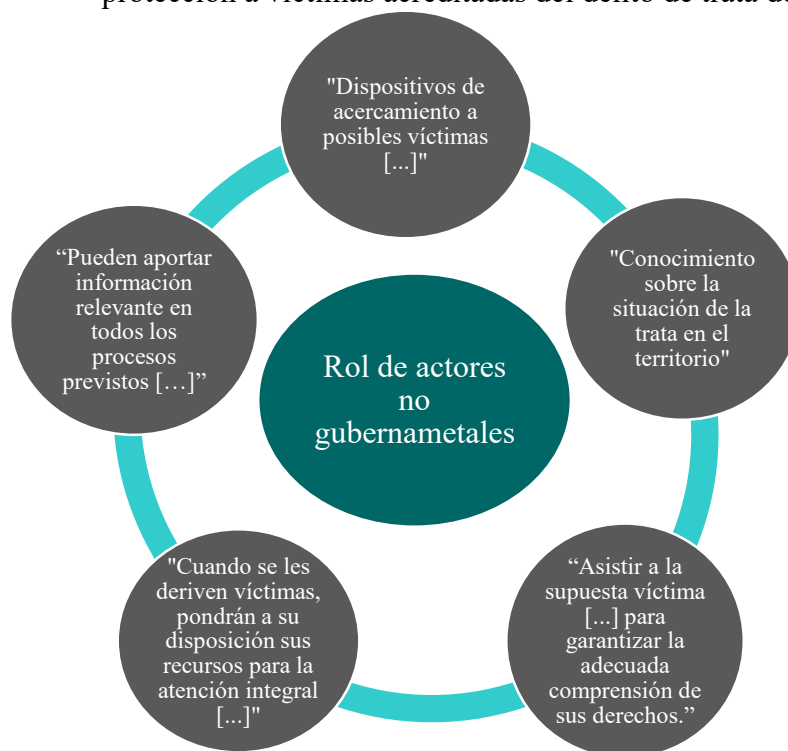 protección a víctimas acreditadas del delito de trata de
"Dispositivos de
acercamiento a
posibles víctimas
[...]"
"Conocimiento
sobre la
situación de la
trata en el
territorio"
“Asistir a la
supuesta víctima
[...] para
garantizar la
adecuada
comprensión de
sus derechos.”
"Cuando se les
deriven víctimas,
pondrán a su
disposición sus
recursos para la
atención integral
[...]"
“Pueden aportar
información
relevante en
todos los
procesos
previstos […]”
Rol de actores
no
gubernametales